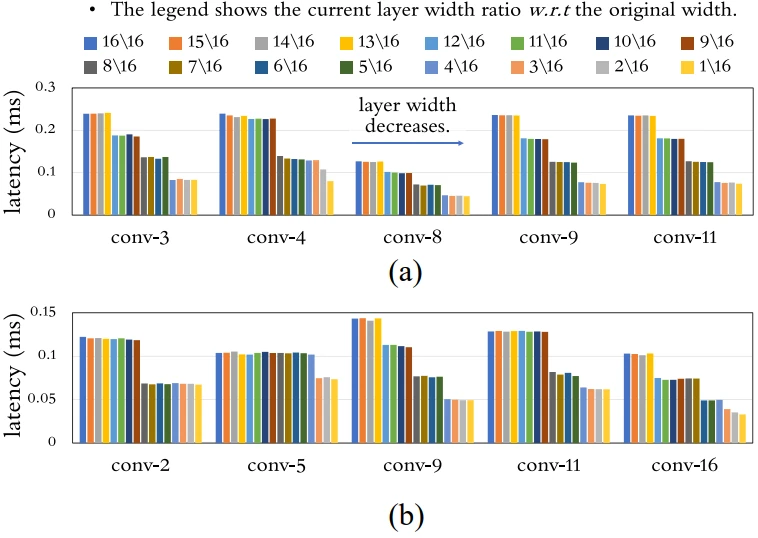 • The legend shows the current layer width ratio w.r.t the original width.
16\16 15\16 14\16 13\16 12\16 11\16 10\16 9\16
8\16 7\16 6\16 5\16 4\16 3\16 2\16 1\16
latency (ms)
0.3
0.2
0.1
0
layer width
decreases.
conv-3 conv-4 conv-8 conv-9 conv-11
(a)
latency (ms)
0.15
0.1
0.05
0
conv-2 conv-5 conv-9 conv-11 conv-16
(b)